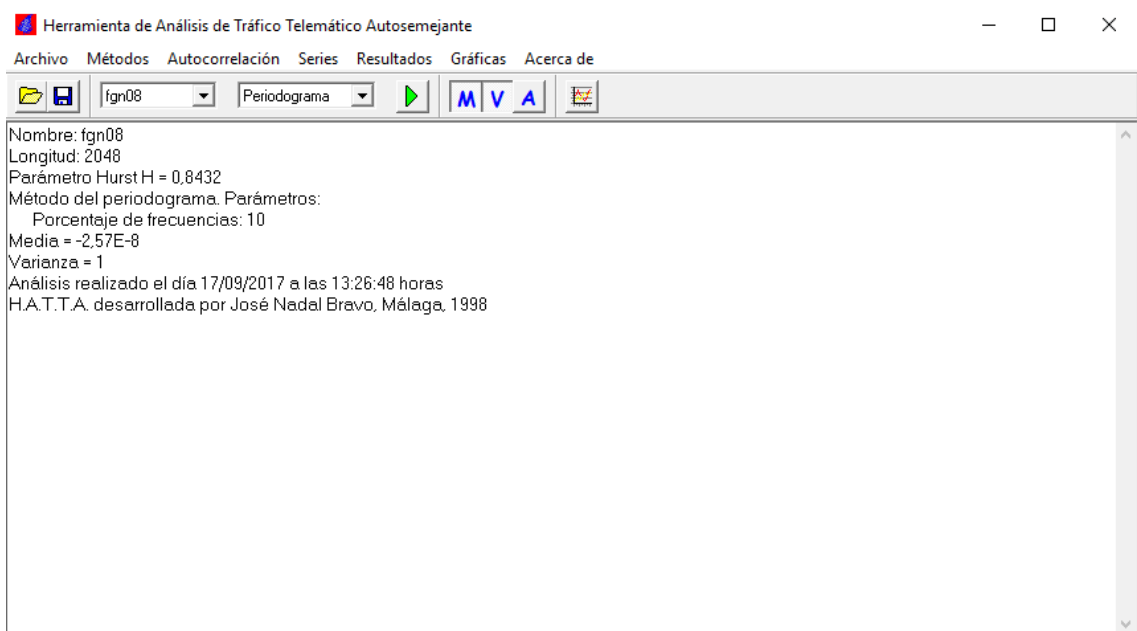 Herramienta de Análisis de Tráfico Telemático Autosemejante
Archivo Métodos Autocorrelación Series Resultados Gráficas Acerca de
fgn08 Periodograma M V A
Nombre: fgn08
Longitud: 2048
Parámetro Hurst H = 0,8432
Método del periodograma. Parámetros:
Porcentaje de frecuencias: 10
Media = -2,57E-8
Varianza = 1
Análisis realizado el día 17/09/2017 a las 13:26:48 horas
H.A.T.T.A. desarrollada por José Nadal Bravo, Málaga, 1998